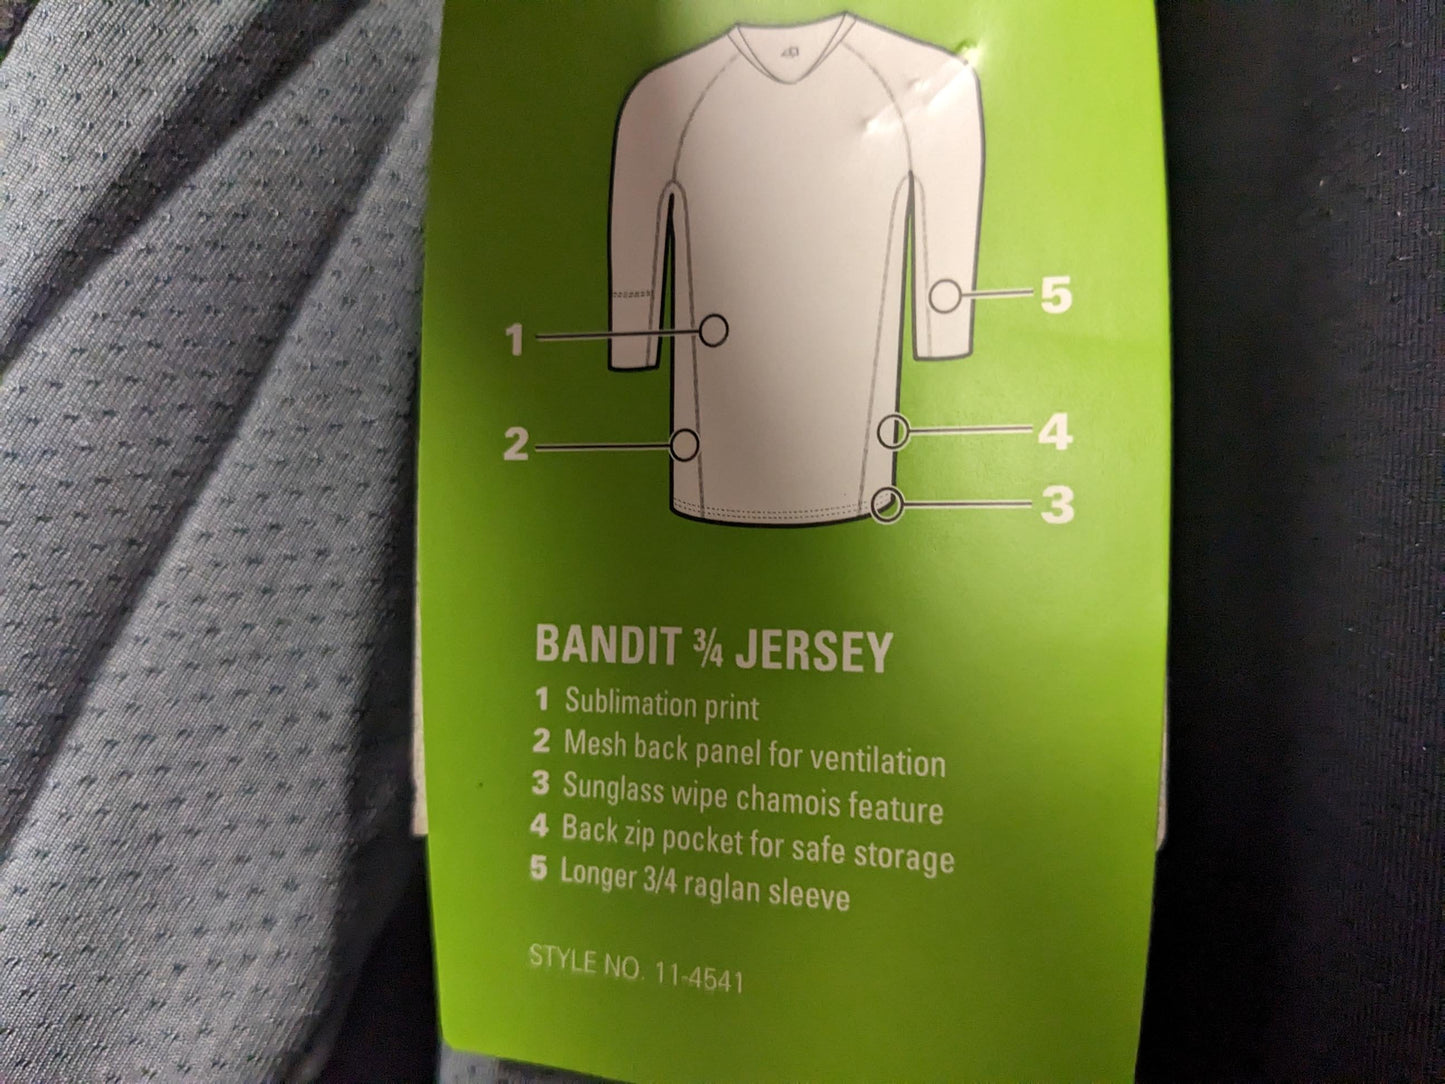 1
5
2
4
3
BANDIT ¾ JERSEY
1 Sublimation print
2 Mesh back panel for ventilation
3 Sunglass wipe chamois feature
4 Back zip pocket for safe storage
5 Longer 3/4 raglan sleeve
STYLE NO. 11-4541